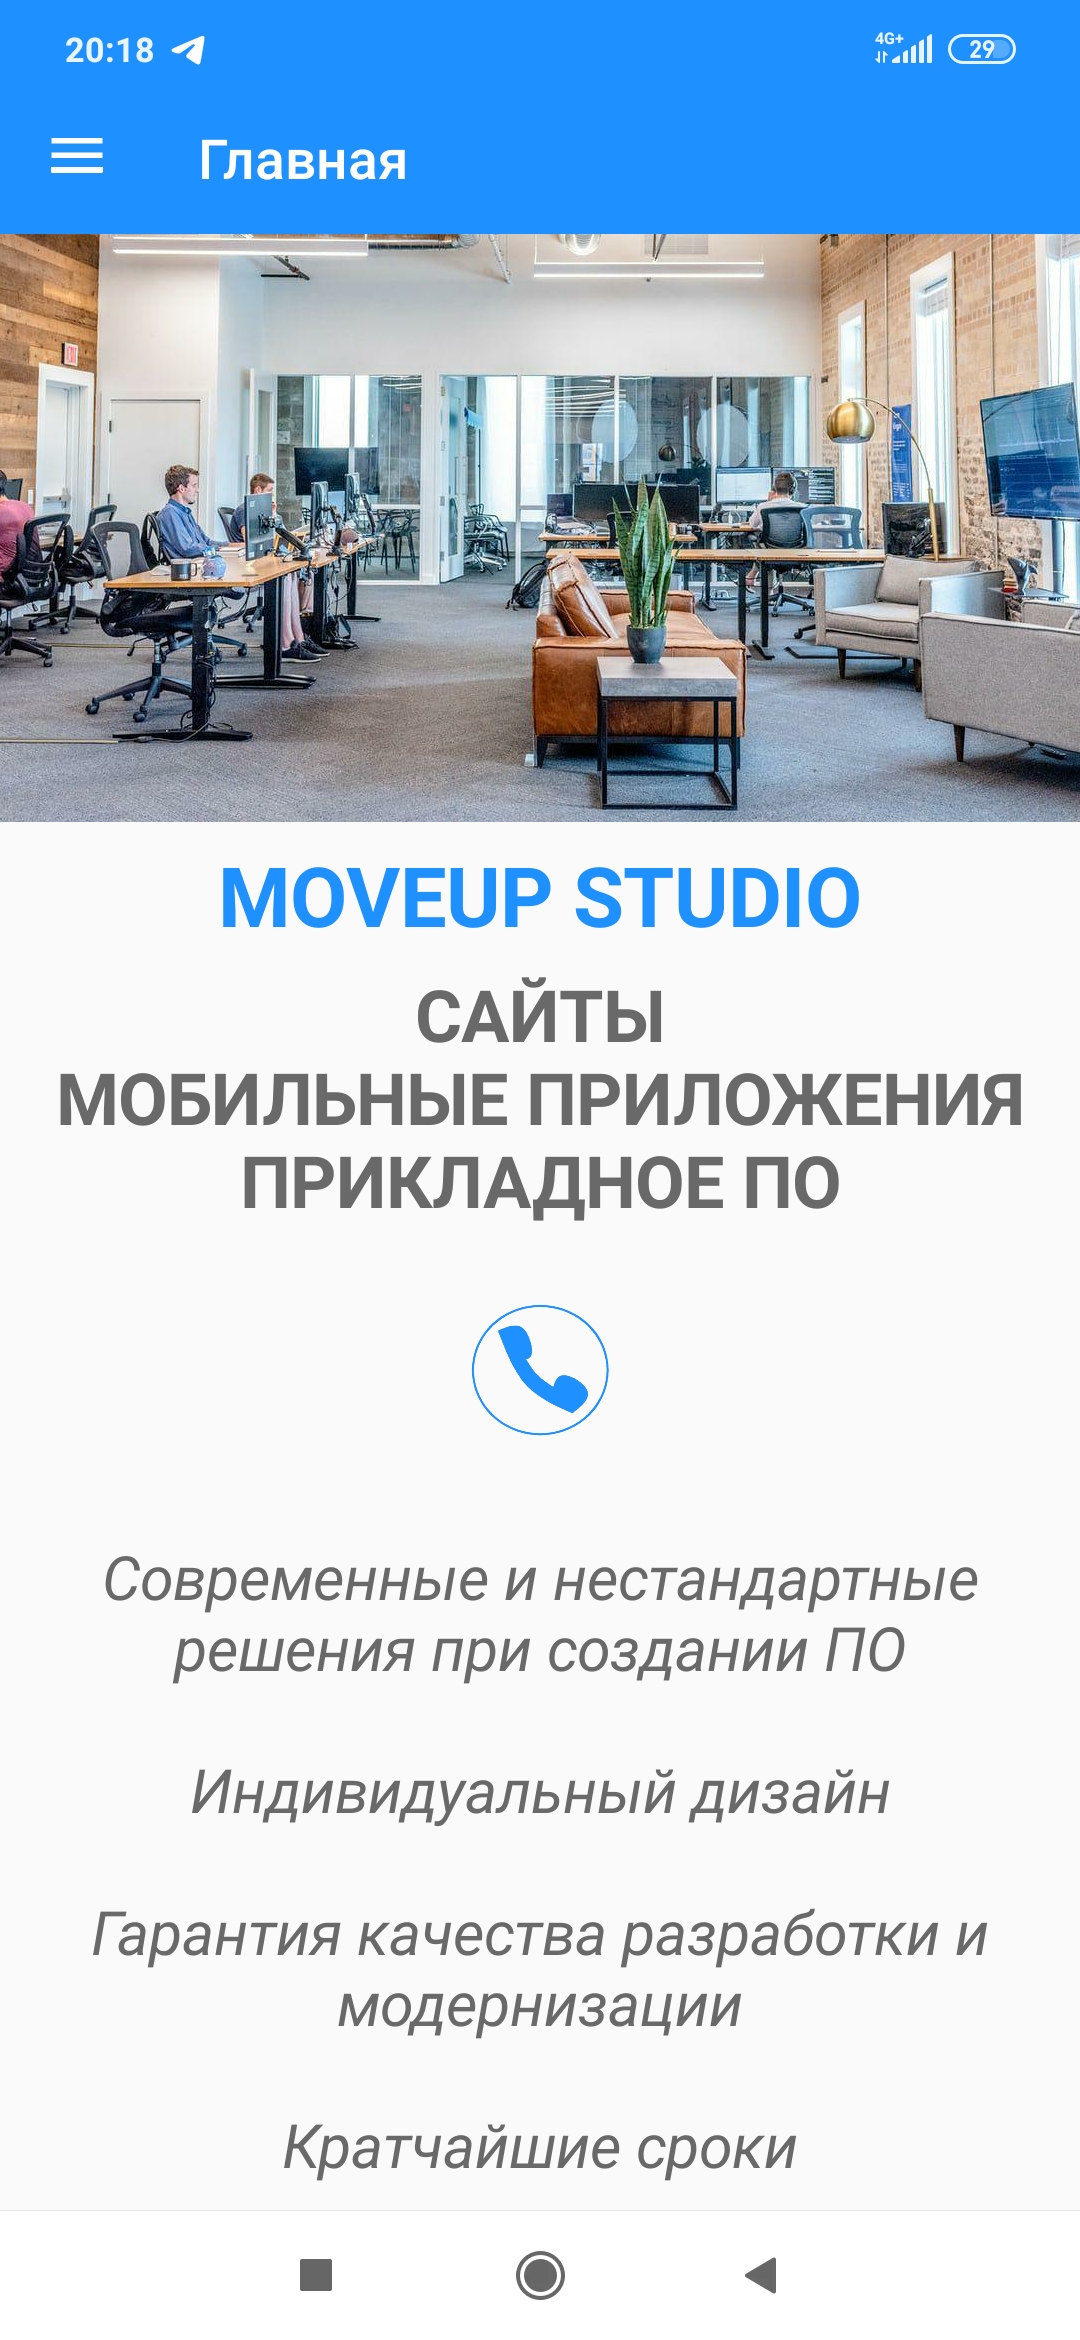 20:18
4G+
29
Главная
MOVEUP STUDIO
САЙТЫ
МОБИЛЬНЫЕ ПРИЛОЖЕНИЯ
ПРИКЛАДНОЕ ПО
Современные и нестандартные
решения при создании ПО
Индивидуальный дизайн
Гарантия качества разработки и
модернизации
Кратчайшие сроки